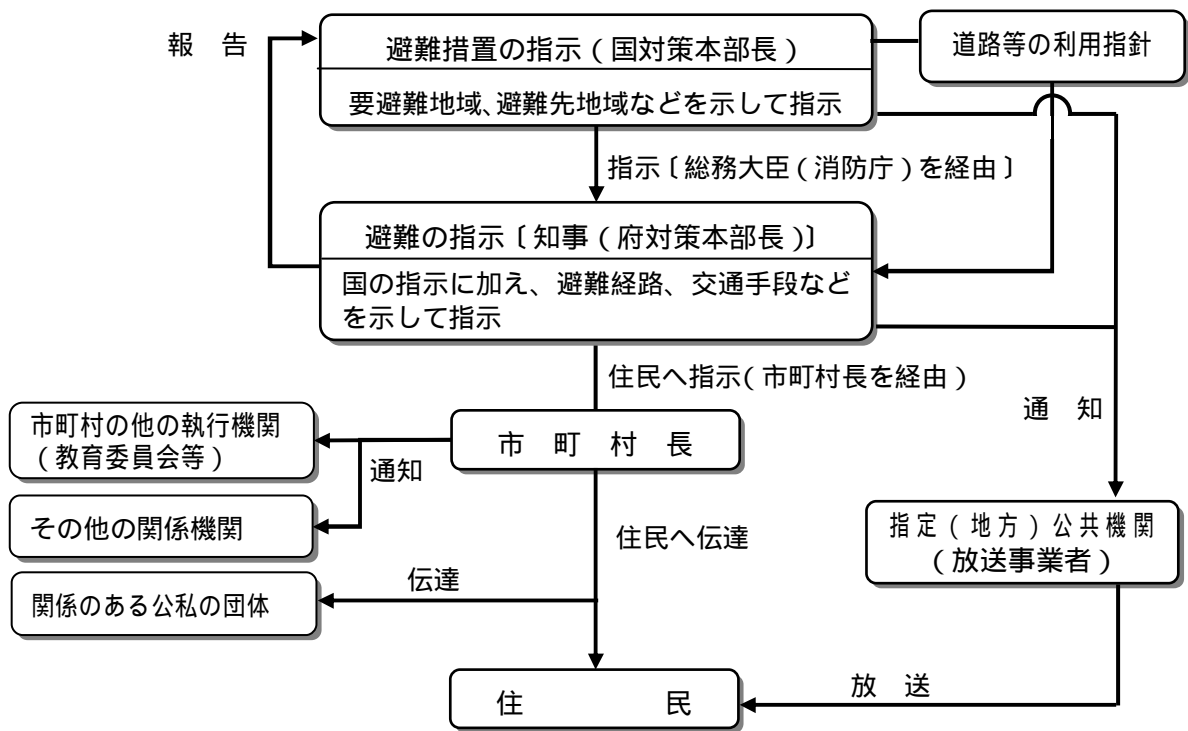 報　告
避難措置の指示（国対策本部長）
要避難地域、避難先地域などを示して指示
道路等の利用指針
指示〔総務大臣（消防庁）を経由〕
避難の指示〔知事（府対策本部長）〕
国の指示に加え、避難経路、交通手段など
を示して指示
住民へ指示（市町村長を経由）
通　知
市町村の他の執行機関
（教育委員会等）
市　町　村　長
通知
その他の関係機関
住民へ伝達
指定（地方）公共機関
（放送事業者）
伝達
関係のある公私の団体
放　送
住　　　　民